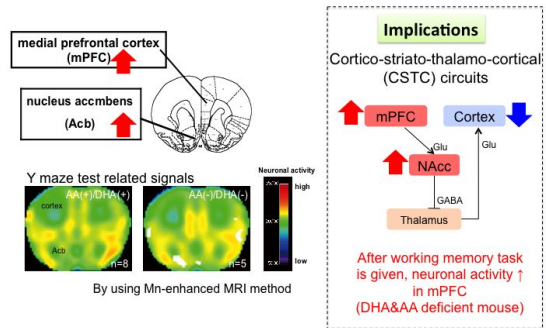 medial prefrontal cortex
(mPFC)
nucleus accmbens
(Acb)
Y maze test related signals
Neuronal activity
AA(+)/DHA(+)
cortex
Acb
n=8
AA(-)/DHA(-)
n=5
high
low
By using Mn-enhanced MRI method
Implications
Cortico-striato-thalamo-cortical
(CSTC) circuits
mPFC
Cortex
Glu
Glu
NAcc
GABA
Thalamus
After working memory task
is given, neuronal activity ↑
in mPFC
(DHA&AA deficient mouse)